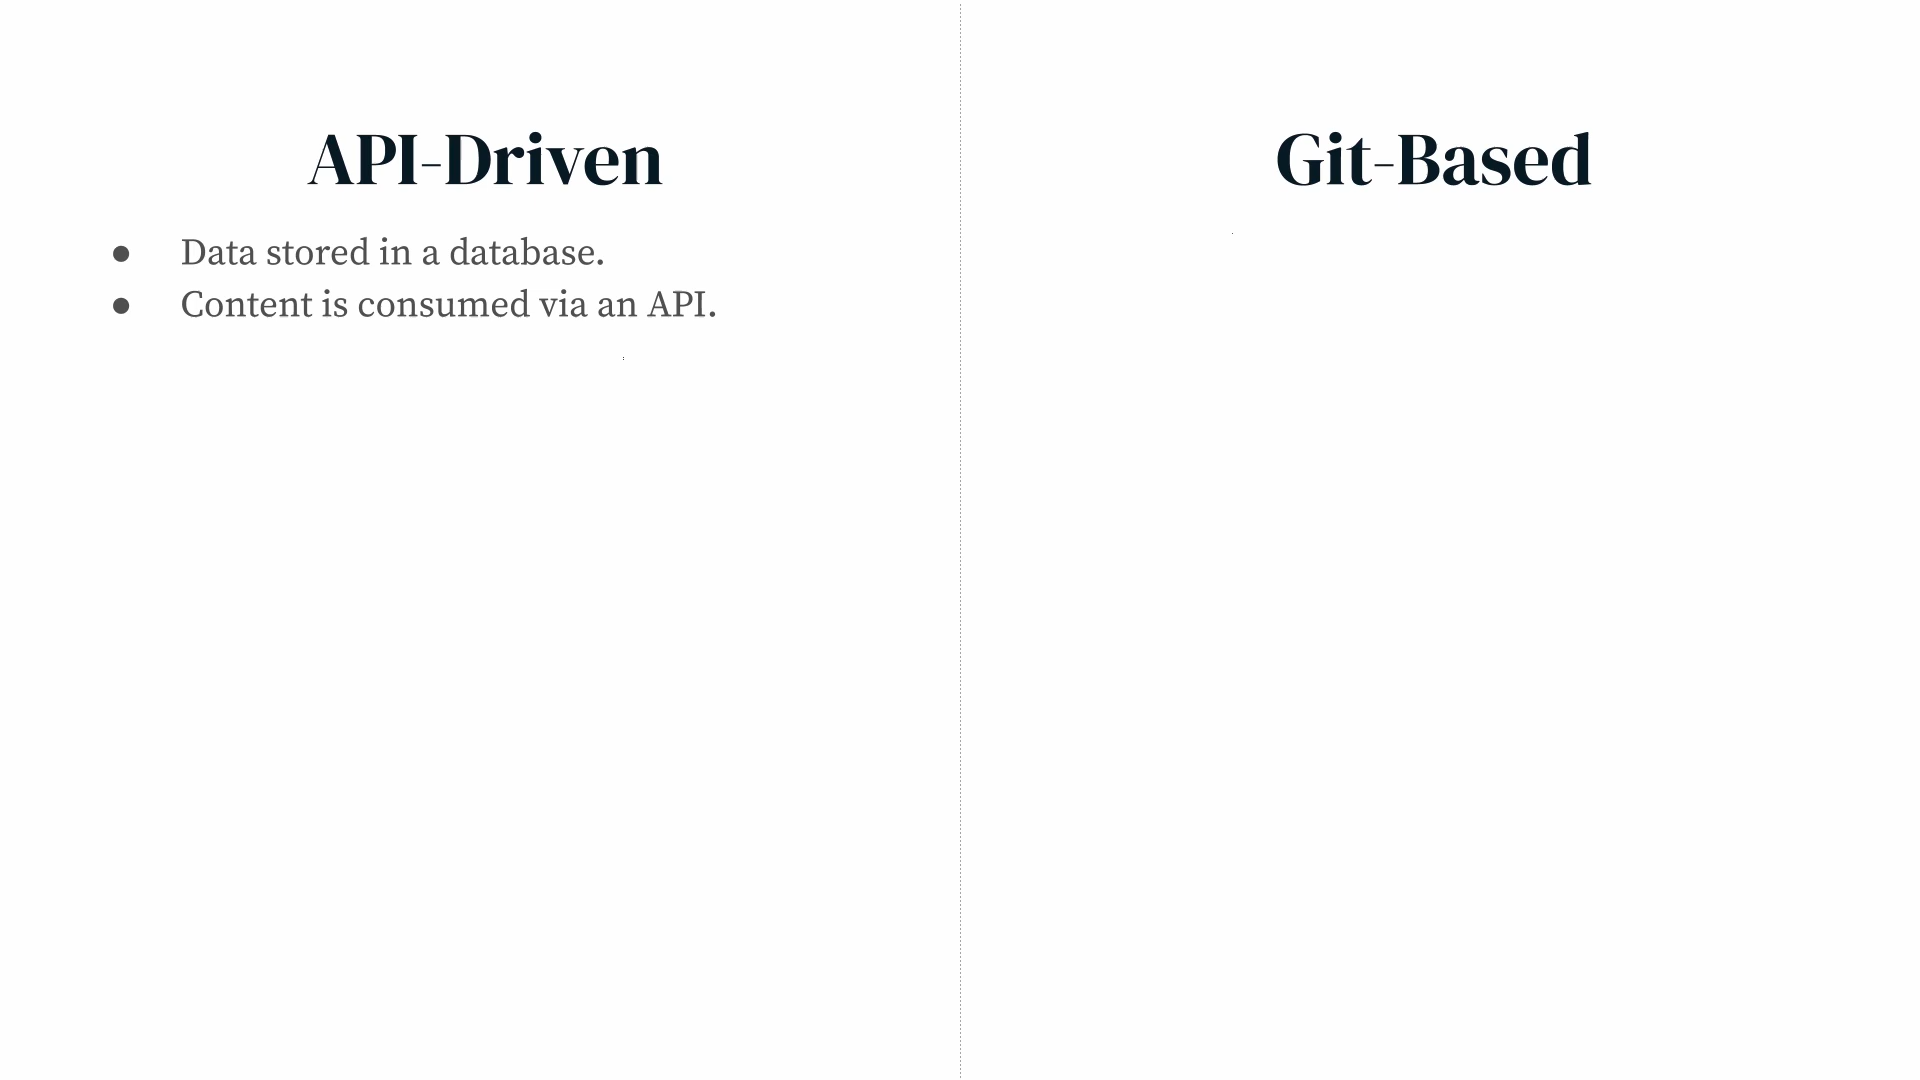 API-Driven
● Data stored in a database.
● Content is consumed via an API.
Git-Based